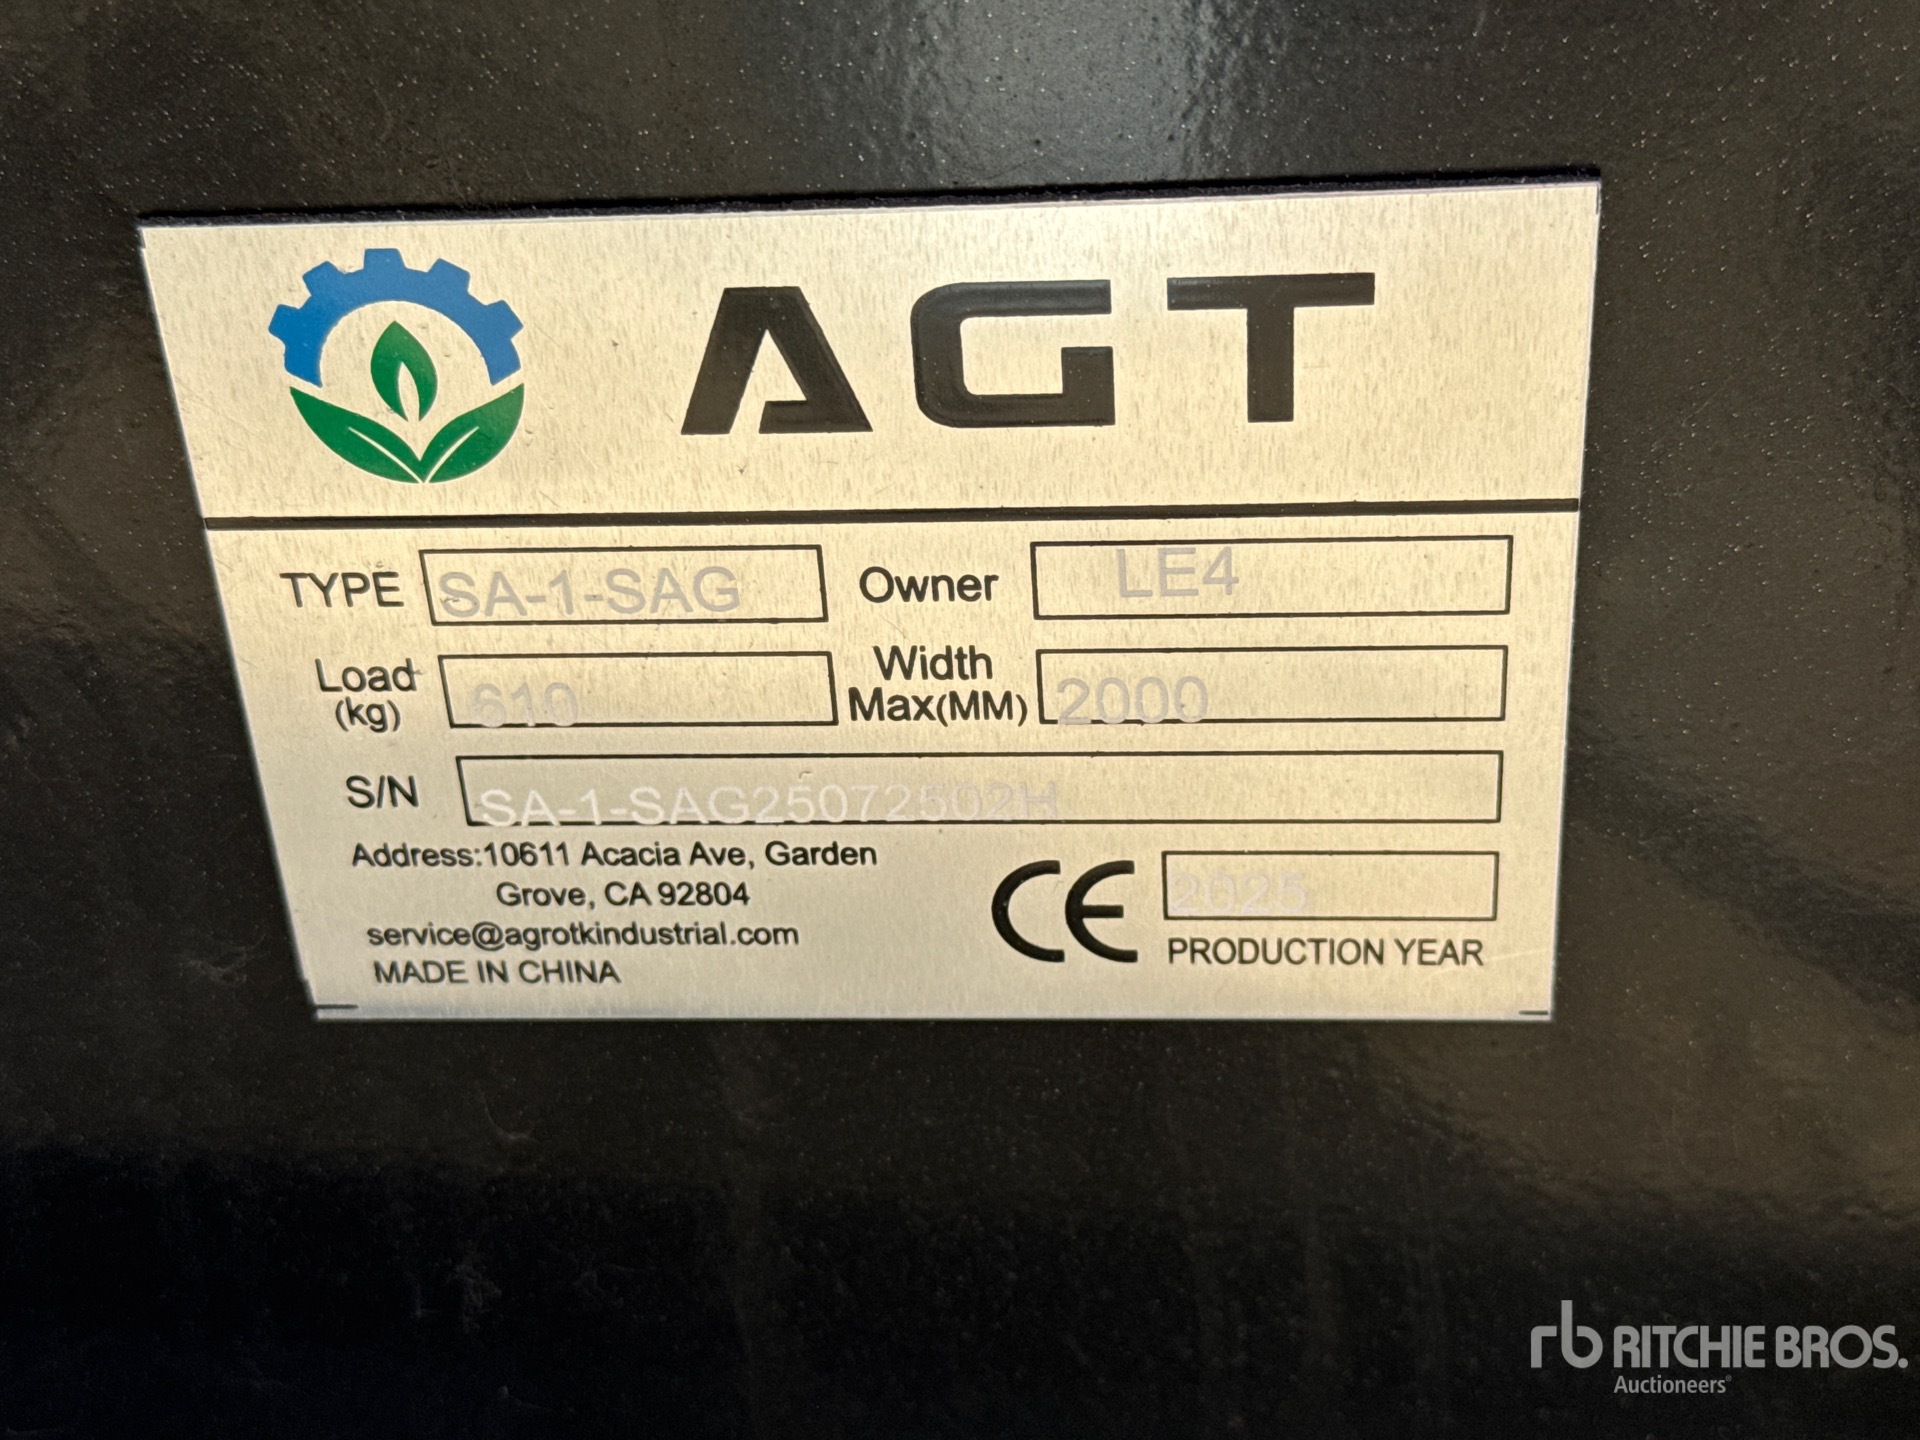 AGT
TYPE SA-1-SAG Owner LE4
Load (kg) 610 Width Max(MM) 2000
S/N SA-1-SAG25072502H
Address:10611 Acacia Ave, Garden
Grove, CA 92804
service@agrotkindustrial.com
MADE IN CHINA
CE 2025
PRODUCTION YEAR
rb RITCHIE BROS.
Auctioneers®